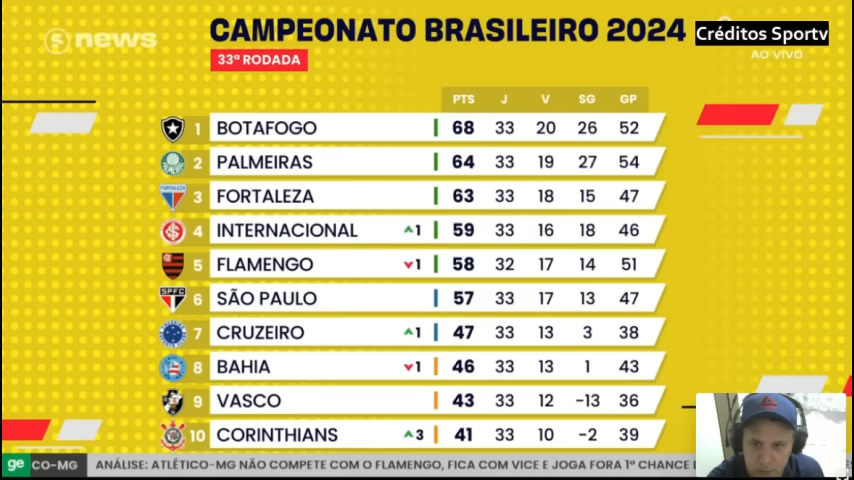 news
CAMPEONATO BRASILEIRO 2024
Créditos Sportv
33ª RODADA
AO VIVO
PTS J V SG GP
1 BOTAFOGO 68 33 20 26 52
2 PALMEIRAS 64 33 19 27 54
3 FORTALEZA 63 33 18 15 47
4 INTERNACIONAL 1 59 33 16 18 46
5 FLAMENGO 1 58 32 17 14 51
6 SÃO PAULO 57 33 17 13 47
7 CRUZEIRO 1 47 33 13 3 38
8 BAHIA 1 46 33 13 1 43
9 VASCO 43 33 12 -13 36
10 CORINTHIANS 3 41 33 10 -2 39
ge CO-MG ANÁLISE: ATLÉTICO-MG NÃO COMPETE COM O FLAMENGO, FICA COM VICE E JOGA FORA 1ª CHANCE